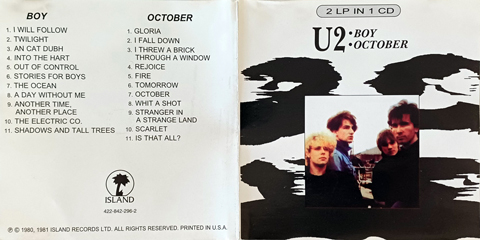 BOY
1. I WILL FOLLOW
2. TWILIGHT
3. AN CAT DUBH
4. INTO THE HART
5. OUT OF CONTROL
6. STORIES FOR BOYS
7. THE OCEAN
8. A DAY WITHOUT ME
9. ANOTHER TIME,
ANOTHER PLACE
10. THE ELECTRIC CO.
11. SHADOWS AND TALL TREES
OCTOBER
1. GLORIA
2. I FALL DOWN
3. I THREW A BRICK
THROUGH A WINDOW
4. REJOICE
5. FIRE
6. TOMORROW
7. OCTOBER
8. WHIT A SHOT
9. STRANGER IN
A STRANGE LAND
10. SCARLET
11. IS THAT ALL?
ISLAND
422-842-296-2
℗ © 1980, 1981 ISLAND RECORDS LTD. ALL RIGHTS RESERVED. PRINTED IN U.S.A.
2 LP IN 1 CD
U2 • BOY
• OCTOBER